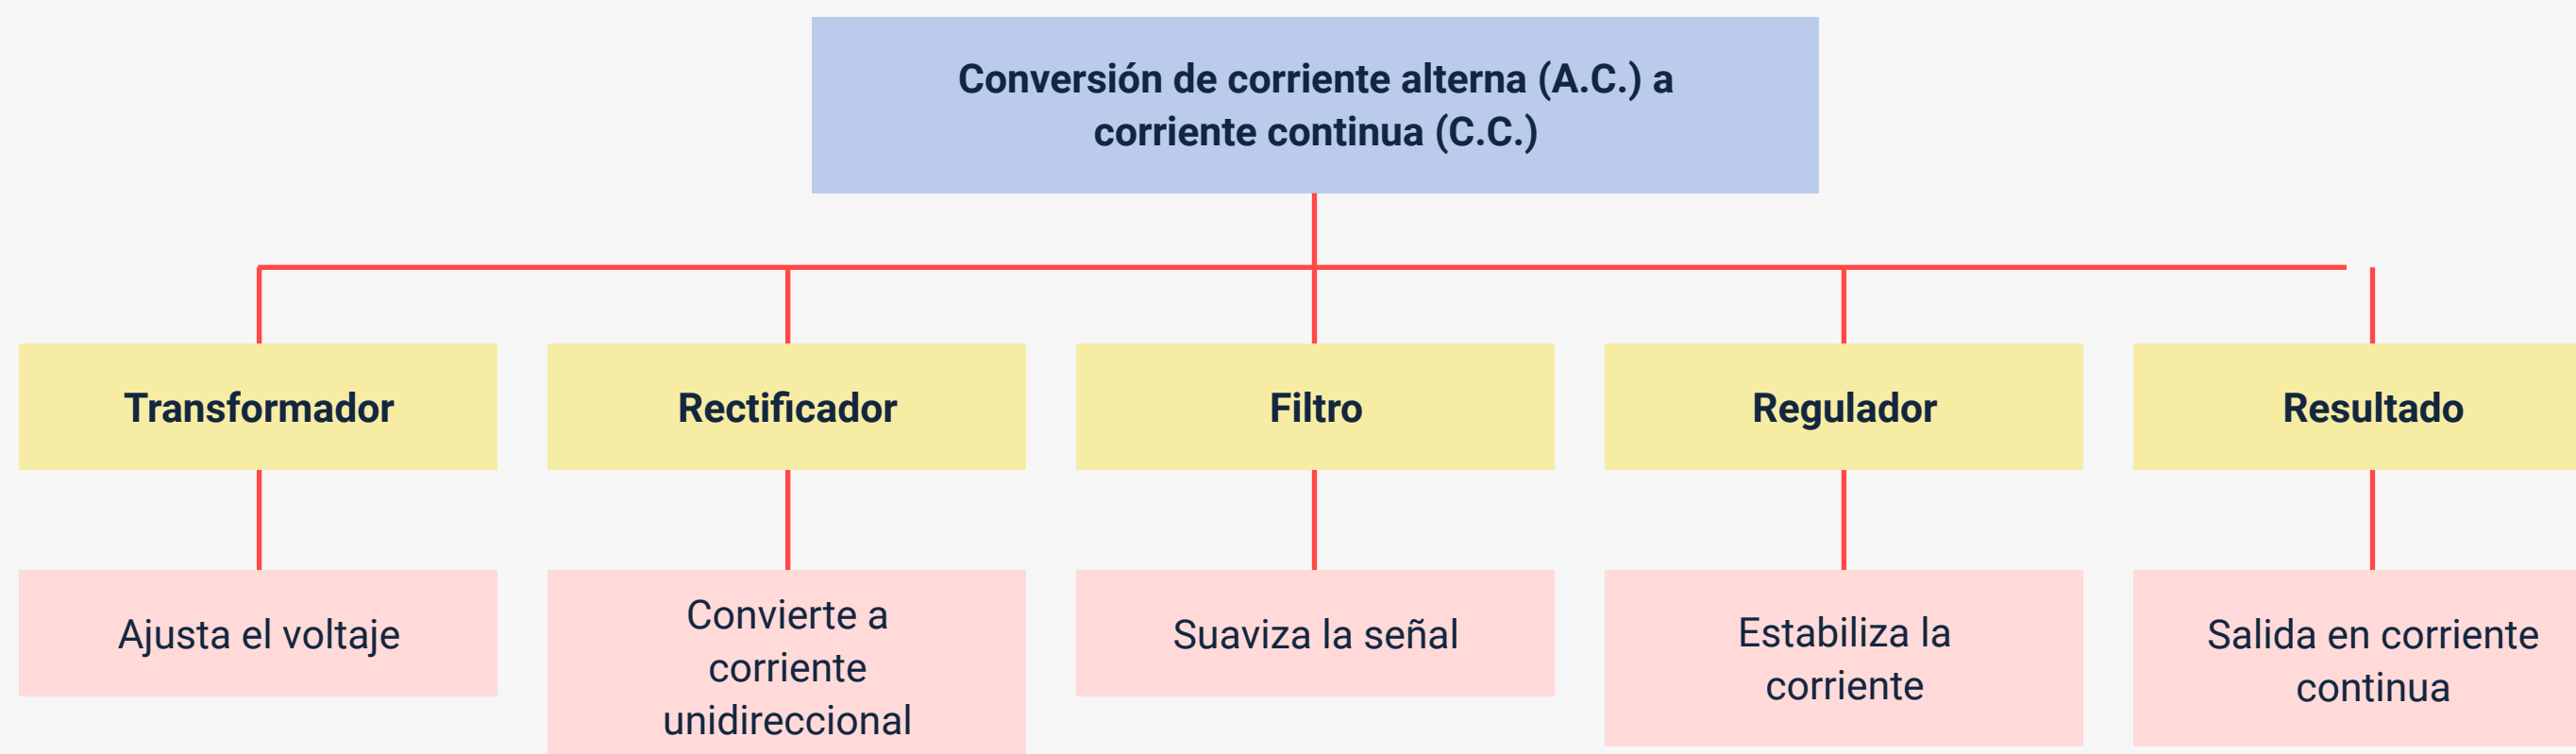 Conversión de corriente alterna (A.C.) a
corriente continua (C.C.)
Transformador
Rectificador
Filtro
Regulador
Resultado
Ajusta el voltaje
Convierte a
corriente
unidireccional
Suaviza la señal
Estabiliza la
corriente
Salida en corriente
continua